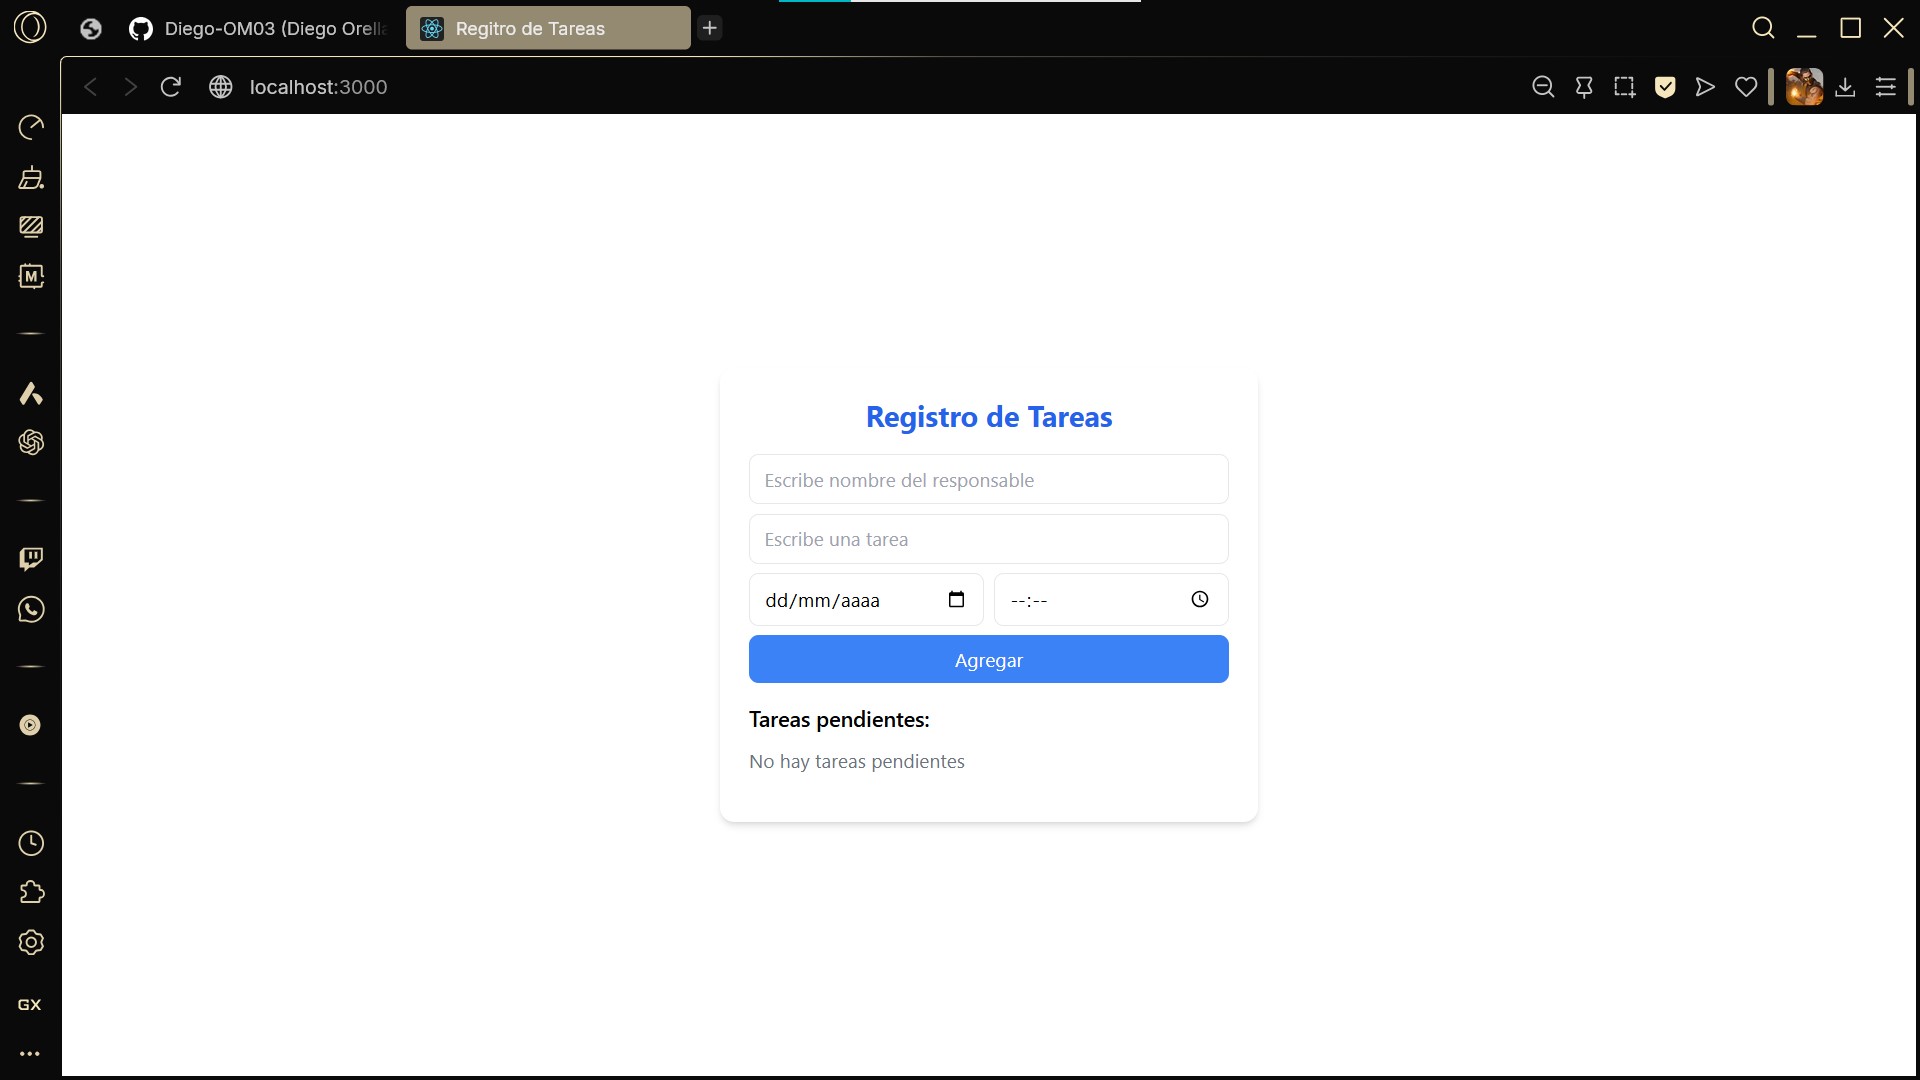 Diego-OM03 (Diego Orella
Regitro de Tareas
localhost:3000
M
Registro de Tareas
Escribe nombre del responsable
Escribe una tarea
dd/mm/aaaa
--:--
Agregar
Tareas pendientes:
No hay tareas pendientes
GX